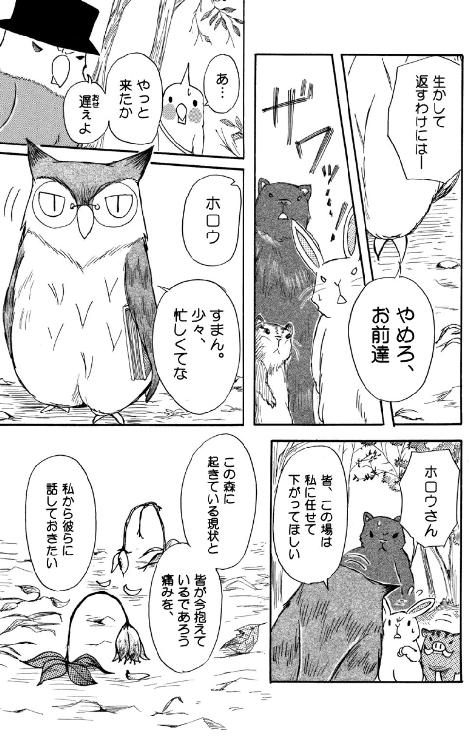 生かして
返すわけには―
ザッ
やめろ、
お前達
あ…
やっと
来たか
遅ぇよ
おせ
ホロウ
すまん。
少々、
忙しくてな
ホロウさん
皆、この場は
私に任せて
下がってほしい
この森に
起きている現状と
皆が今抱えて
いるであろう
痛みを、
私から彼らに
話しておきたい